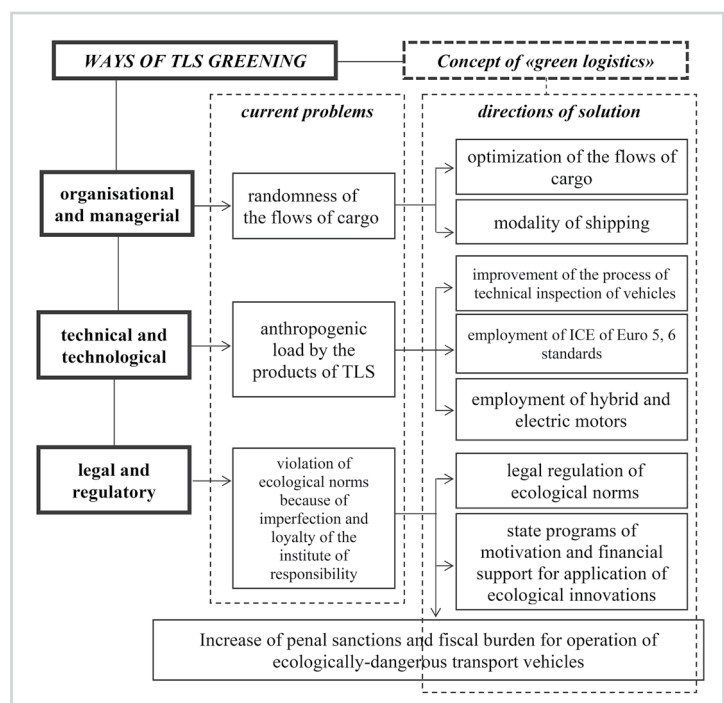 WAYS OF TLS GREENING
Concept of «green logistics»
current problems
directions of solution
organisational
and managerial
randomness of
the flows of cargo
optimization of the flows of
cargo
modality of shipping
technical and
technological
anthropogenic
load by the
products of TLS
improvement of the process of
technical inspection of vehicles
employment of ICE of Euro 5, 6
standards
employment of hybrid and
electric motors
legal and
regulatory
violation of
ecological norms
because of
imperfection and
loyalty of the
institute of
responsibility
legal regulation of
ecological norms
state programs of
motivation and financial
support for application of
ecological innovations
Increase of penal sanctions and fiscal burden for operation of
ecologically-dangerous transport vehicles